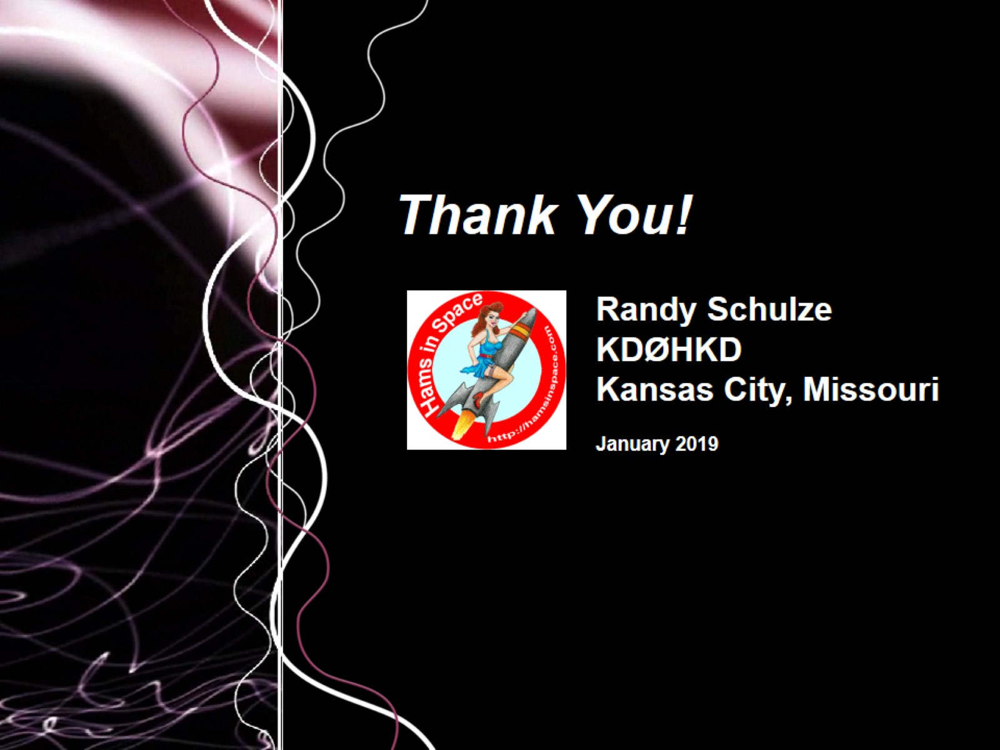 Thank You!
Hams in Space
http://hamsinspace.com
Randy Schulze
KDØHKD
Kansas City, Missouri
January 2019